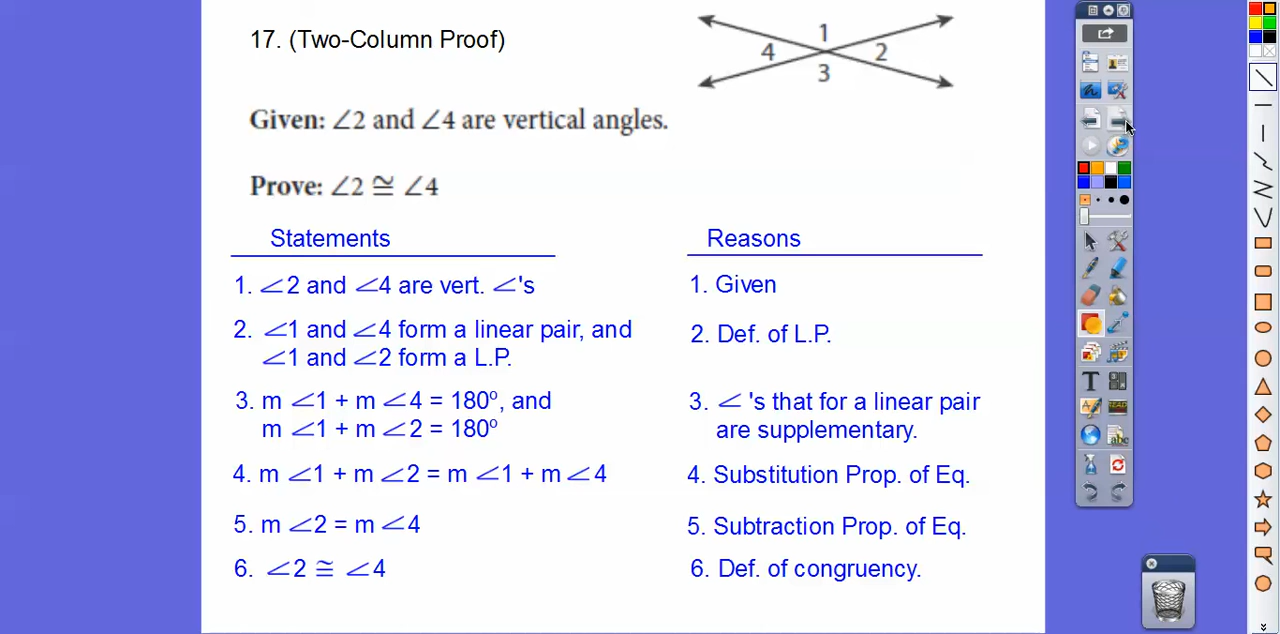 17. (Two-Column Proof)
1
4
2
3
Given: ∠2 and ∠4 are vertical angles.
Prove: ∠2 ≅ ∠4
Statements
Reasons
1. ∠2 and ∠4 are vert. ∠'s
1. Given
2. ∠1 and ∠4 form a linear pair, and
∠1 and ∠2 form a L.P.
2. Def. of L.P.
3. m ∠1 + m ∠4 = 180º, and
m ∠1 + m ∠2 = 180º
3. ∠ 's that for a linear pair
are supplementary.
4. m ∠1 + m ∠2 = m ∠1 + m ∠4
4. Substitution Prop. of Eq.
5. m ∠2 = m ∠4
5. Subtraction Prop. of Eq.
6. ∠2 ≅ ∠4
6. Def. of congruency.
T
abc